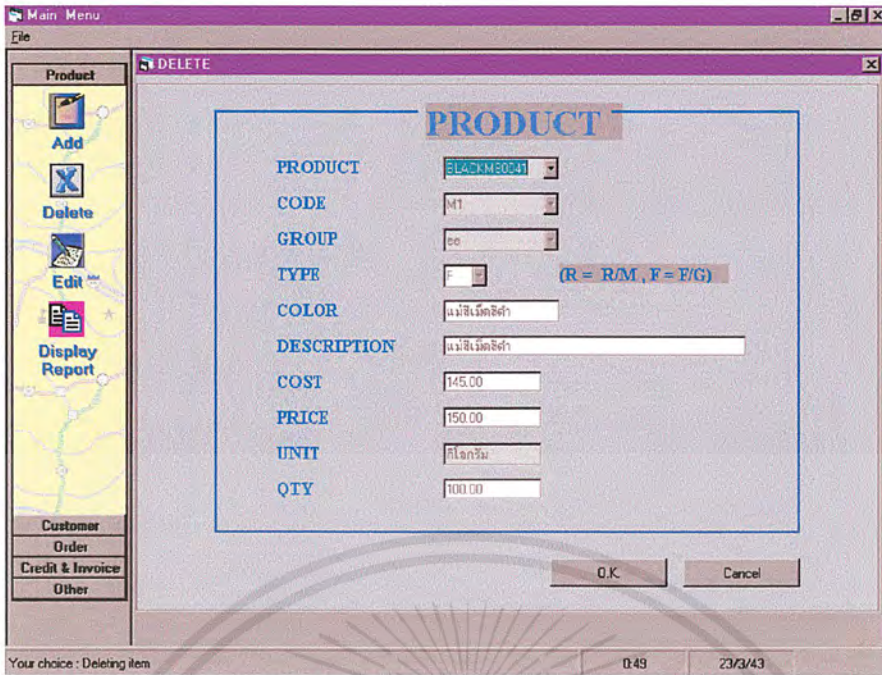 Main Menu
File
Product
Add
Delete
Edit
Display
Report
Customer
Order
Credit & Invoice
Other
DELETE
PRODUCT
PRODUCT BLACKMB0041
CODE M1
GROUP
TYPE F (R = R/M , F = F/G)
COLOR แม่สีเม็ดสีดำ
DESCRIPTION แม่สีเม็ดสีดำ
COST 145.00
PRICE 150.00
UNIT กิโลกรัม
QTY 100.00
O.K. Cancel
Your choice : Deleting item 0:49 23/3/43